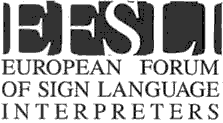 EFSLI
EUROPEAN FORUM
OF SIGN LANGUAGE
INTERPRETERS